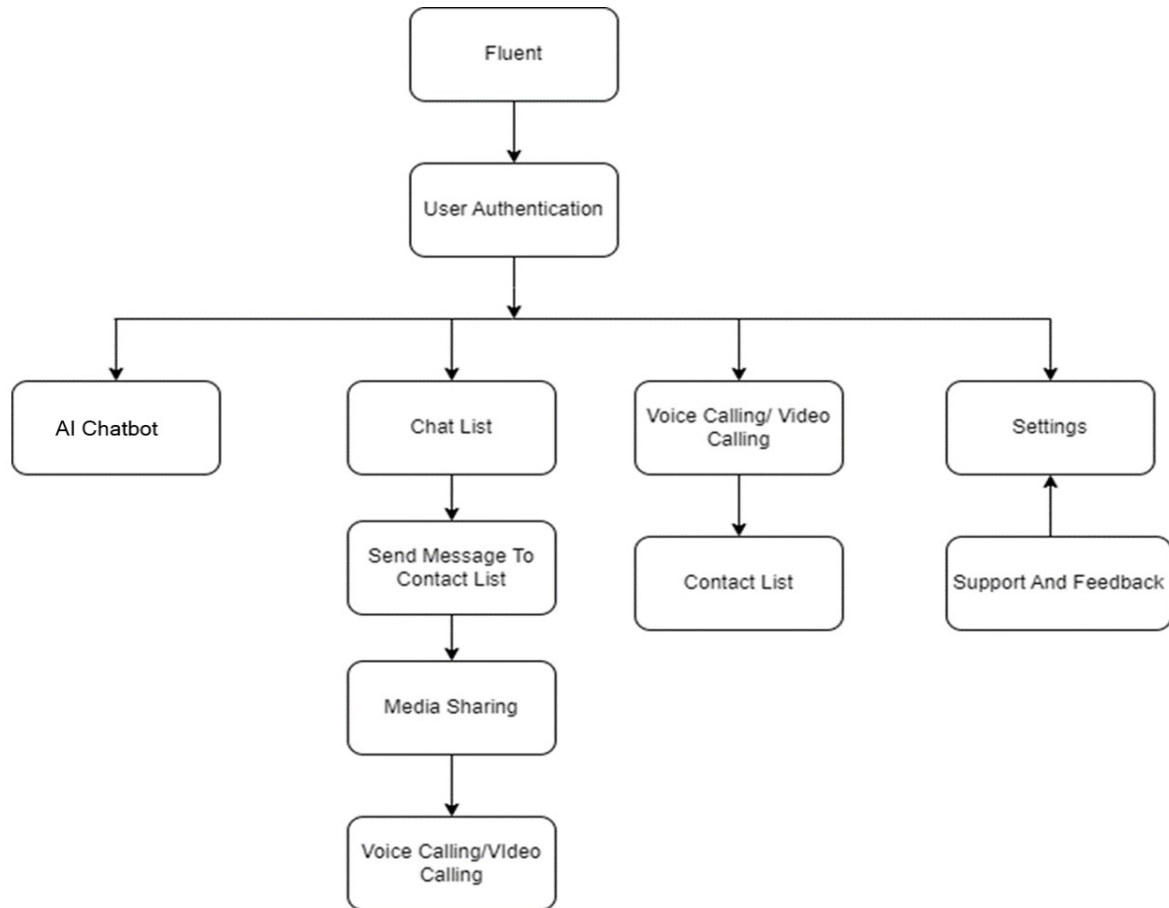 Fluent
User Authentication
AI Chatbot
Chat List
Voice Calling/ Video
Calling
Settings
Send Message To
Contact List
Contact List
Support And Feedback
Media Sharing
Voice Calling/VIdeo
Calling